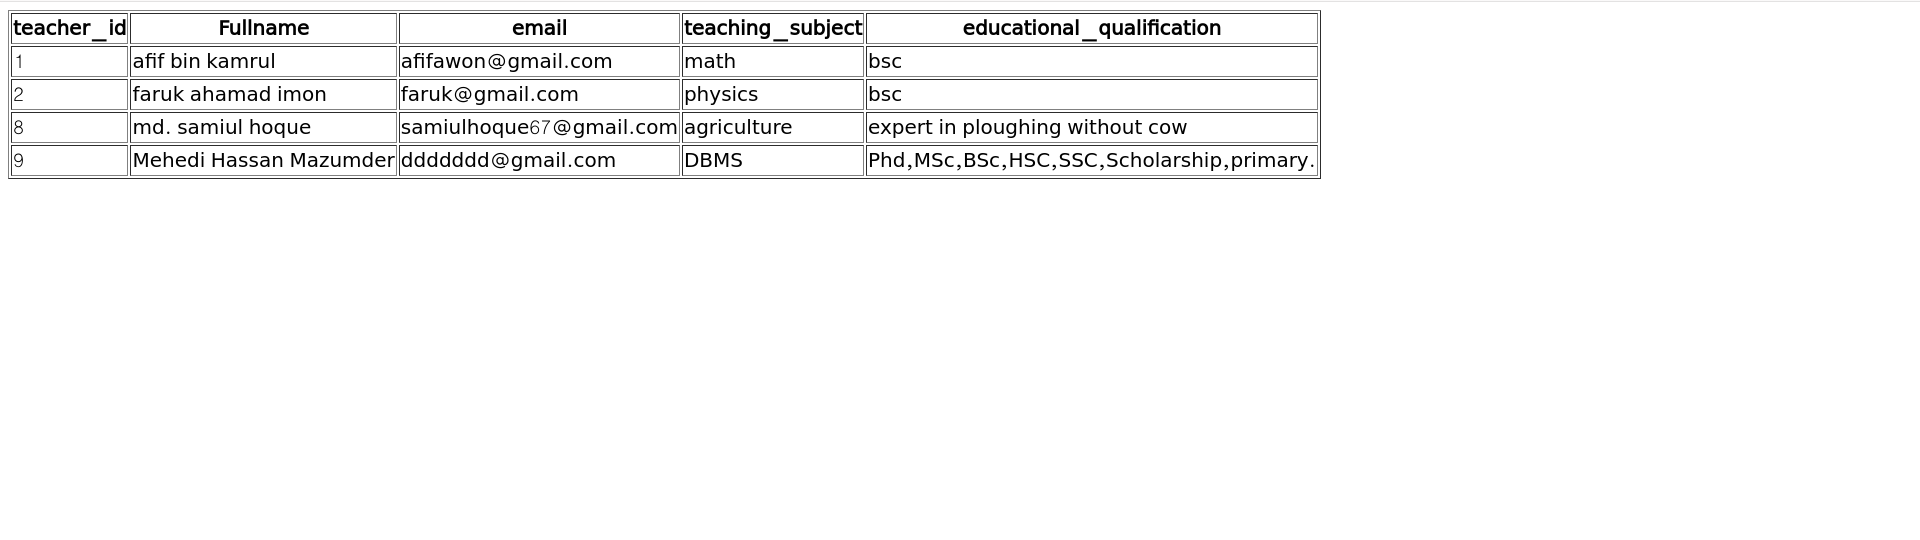 teacher_id Fullname email teaching_subject educational_qualification
1 afif bin kamrul afifawon@gmail.com math bsc
2 faruk ahamad imon faruk@gmail.com physics bsc
8 md. samiul hoque samiulhoque67@gmail.com agriculture expert in ploughing without cow
9 Mehedi Hassan Mazumder ddddddd@gmail.com DBMS Phd,MSc,BSc,HSC,SSC,Scholarship,primary.